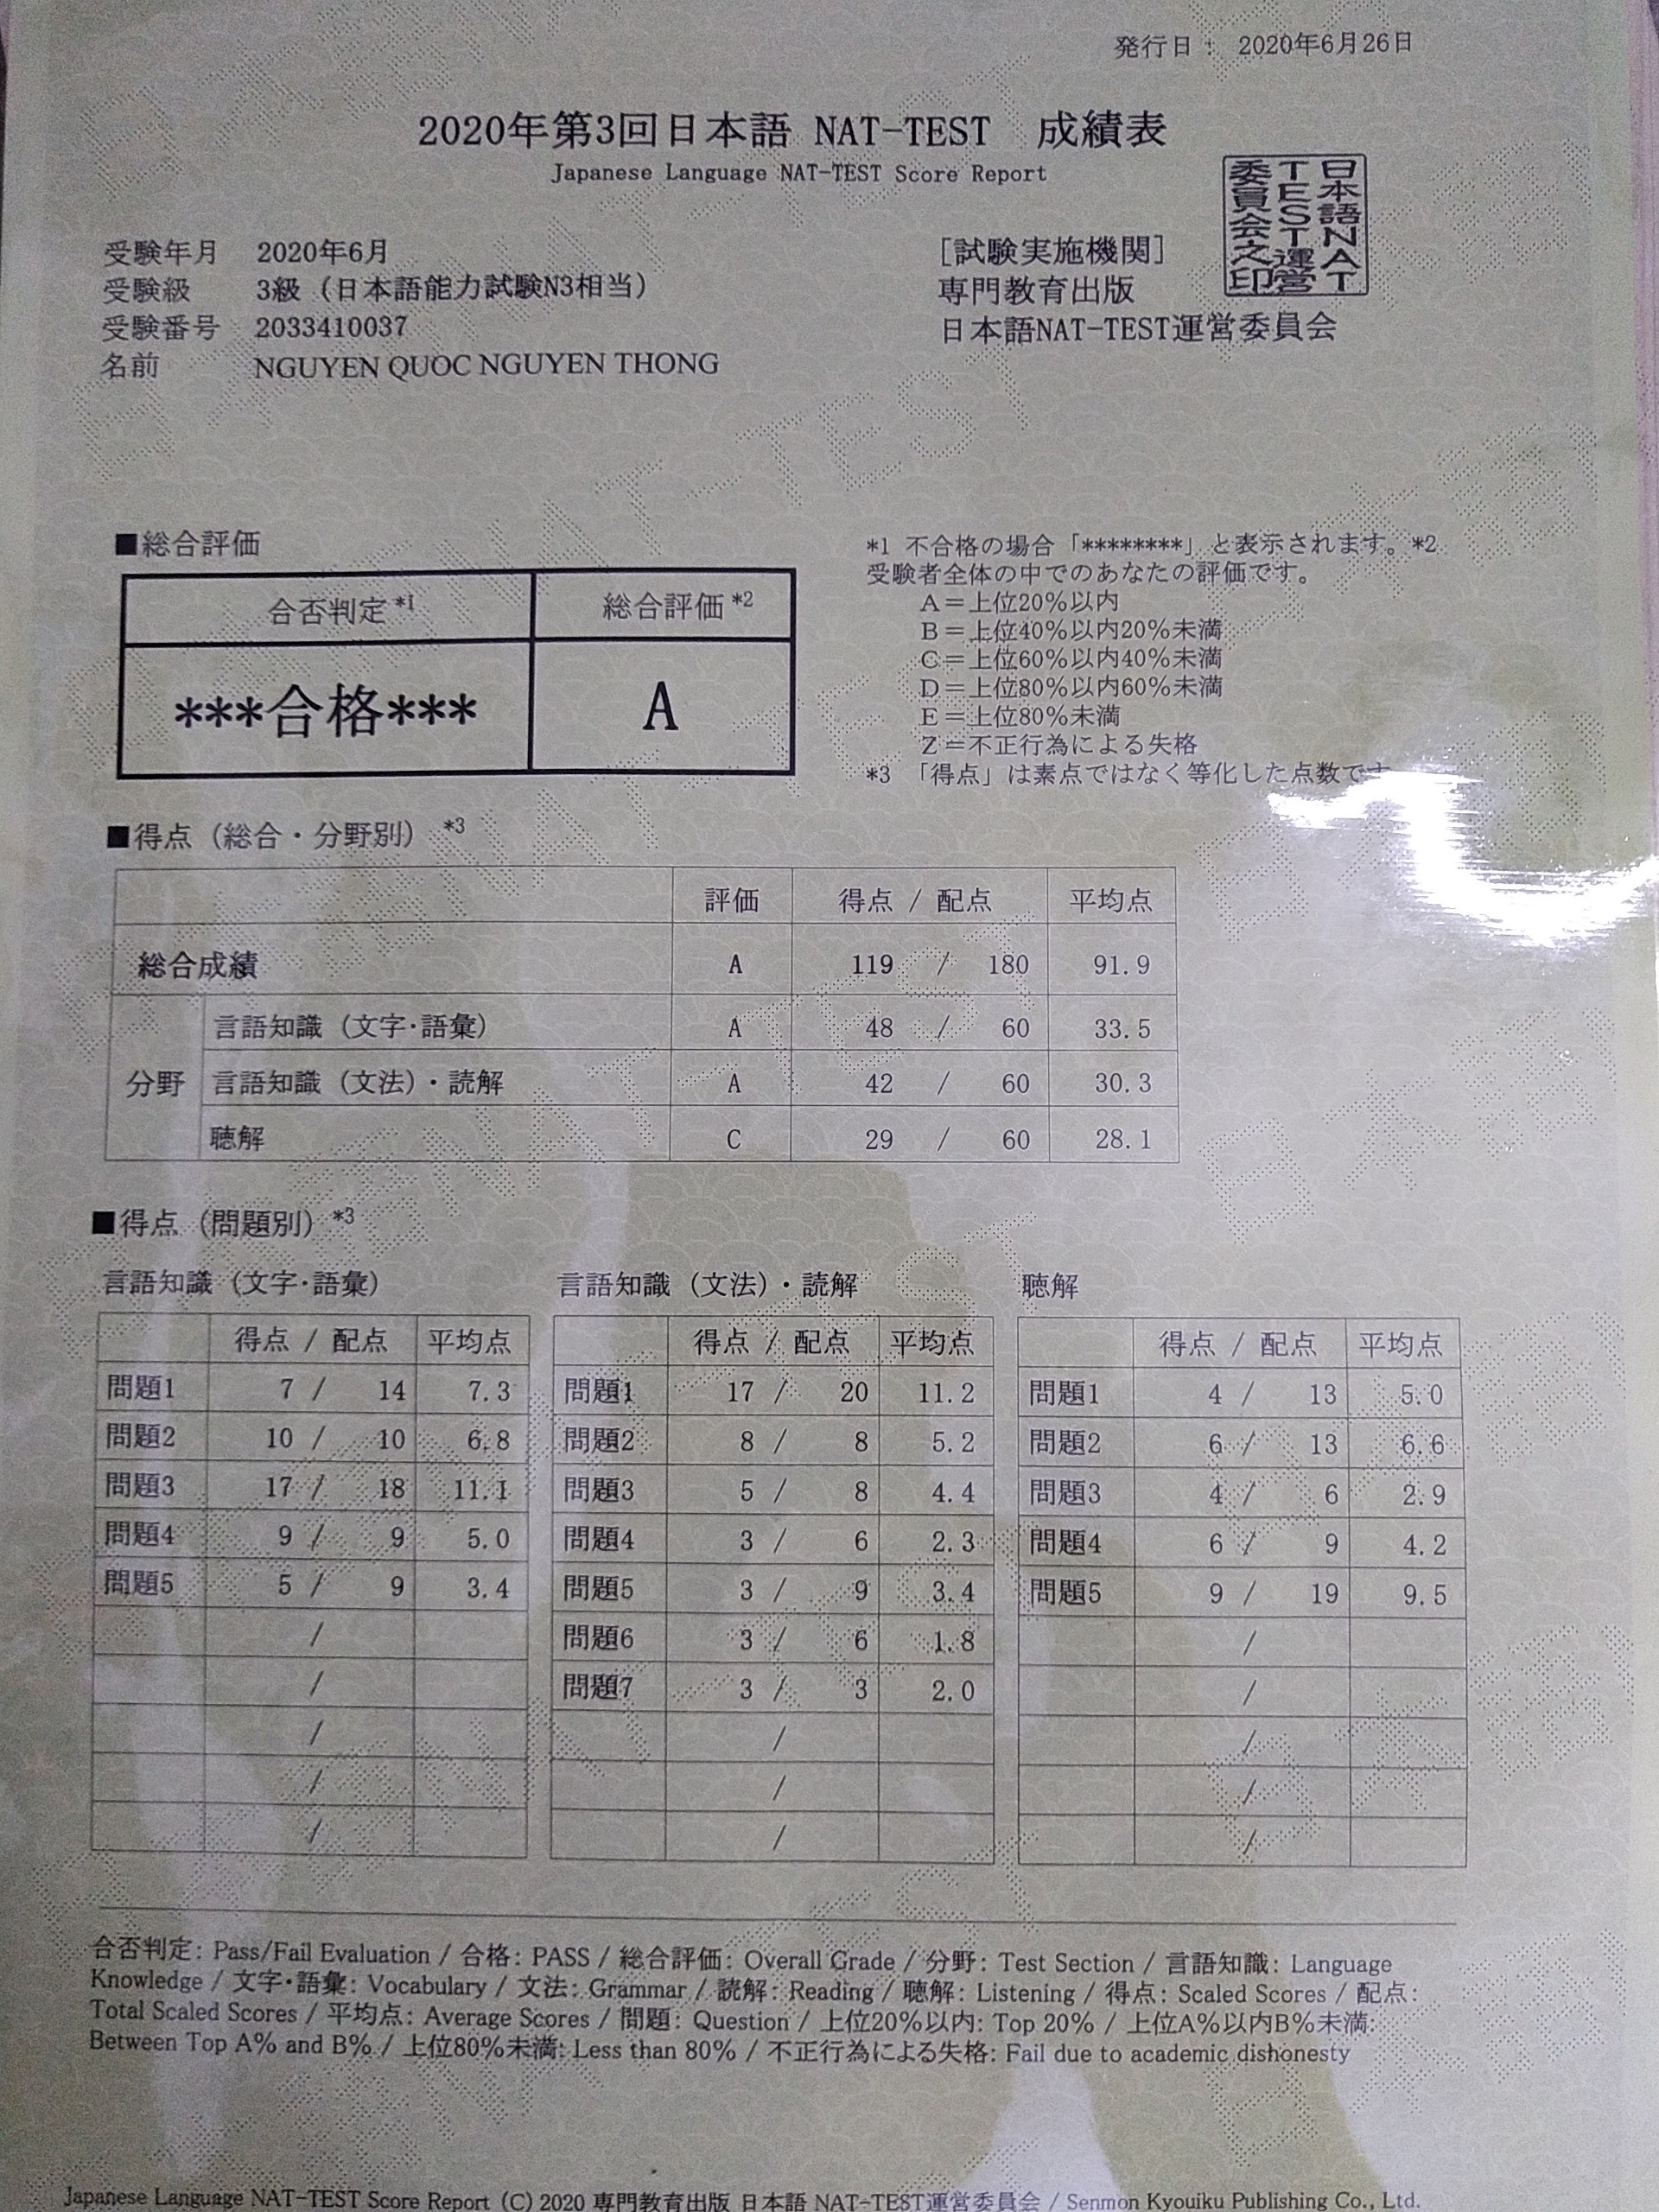 発行日： 2020年6月26日
2020年第3回日本語 NAT-TEST 成績表
Japanese Language NAT-TEST Score Report
日本語NAT
TEST運営
委員会之印
受験年月 2020年6月
受験級 3級（日本語能力試験N3相当）
受験番号 2033410037
名前 NGUYEN QUOC NGUYEN THONG
［試験実施機関］
専門教育出版
日本語NAT-TEST運営委員会
■総合評価
合否判定*1 総合評価*2
***合格*** A
*1 不合格の場合「********」と表示されます。*2
受験者全体の中でのあなたの評価です。
A＝上位20%以内
B＝上位40%以内20%未満
C＝上位60%以内40%未満
D＝上位80%以内60%未満
E＝上位80%未満
Z＝不正行為による失格
*3 「得点」は素点ではなく等化した点数です
■得点（総合・分野別） *3
評価 得点 / 配点 平均点
総合成績 A 119 / 180 91.9
分野
言語知識（文字・語彙） A 48 / 60 33.5
言語知識（文法）・読解 A 42 / 60 30.3
聴解 C 29 / 60 28.1
■得点（問題別） *3
言語知識（文字・語彙）
得点 / 配点 平均点
問題1 7 / 14 7.3
問題2 10 / 10 6.8
問題3 17 / 18 11.1
問題4 9 / 9 5.0
問題5 5 / 9 3.4
/
/
/
/
/
言語知識（文法）・読解
得点 / 配点 平均点
問題1 17 / 20 11.2
問題2 8 / 8 5.2
問題3 5 / 8 4.4
問題4 3 / 6 2.3
問題5 3 / 9 3.4
問題6 3 / 6 1.8
問題7 3 / 3 2.0
/
/
/
聴解
得点 / 配点 平均点
問題1 4 / 13 5.0
問題2 6 / 13 6.6
問題3 4 / 6 2.9
問題4 6 / 9 4.2
問題5 9 / 19 9.5
/
/
/
/
/
合否判定: Pass/Fail Evaluation / 合格: PASS / 総合評価: Overall Grade / 分野: Test Section / 言語知識: Language
Knowledge / 文字・語彙: Vocabulary / 文法: Grammar / 読解: Reading / 聴解: Listening / 得点: Scaled Scores / 配点:
Total Scaled Scores / 平均点: Average Scores / 問題: Question / 上位20%以内: Top 20% / 上位A%以内B%未満:
Between Top A% and B% / 上位80%未満: Less than 80% / 不正行為による失格: Fail due to academic dishonesty
Japanese Language NAT-TEST Score Report (C) 2020 専門教育出版 日本語 NAT-TEST運営委員会 / Senmon Kyouiku Publishing Co., Ltd.